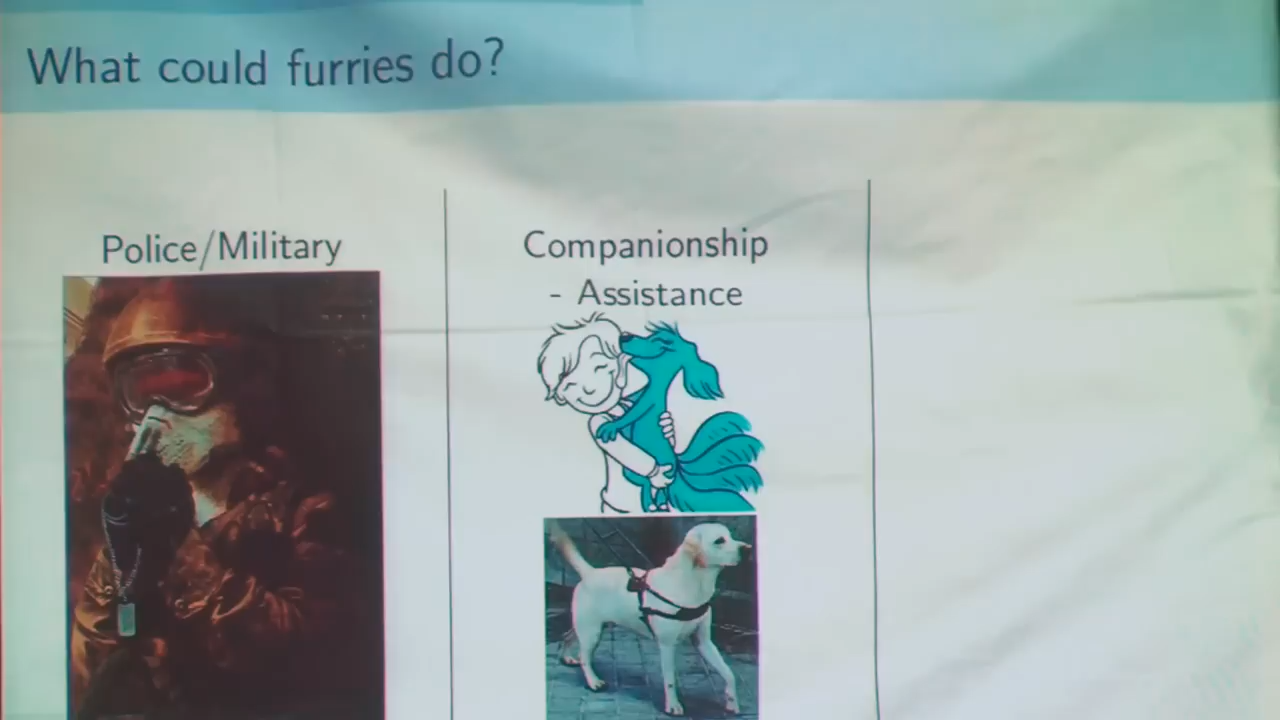 What could furries do?
Police/Military
Companionship
- Assistance